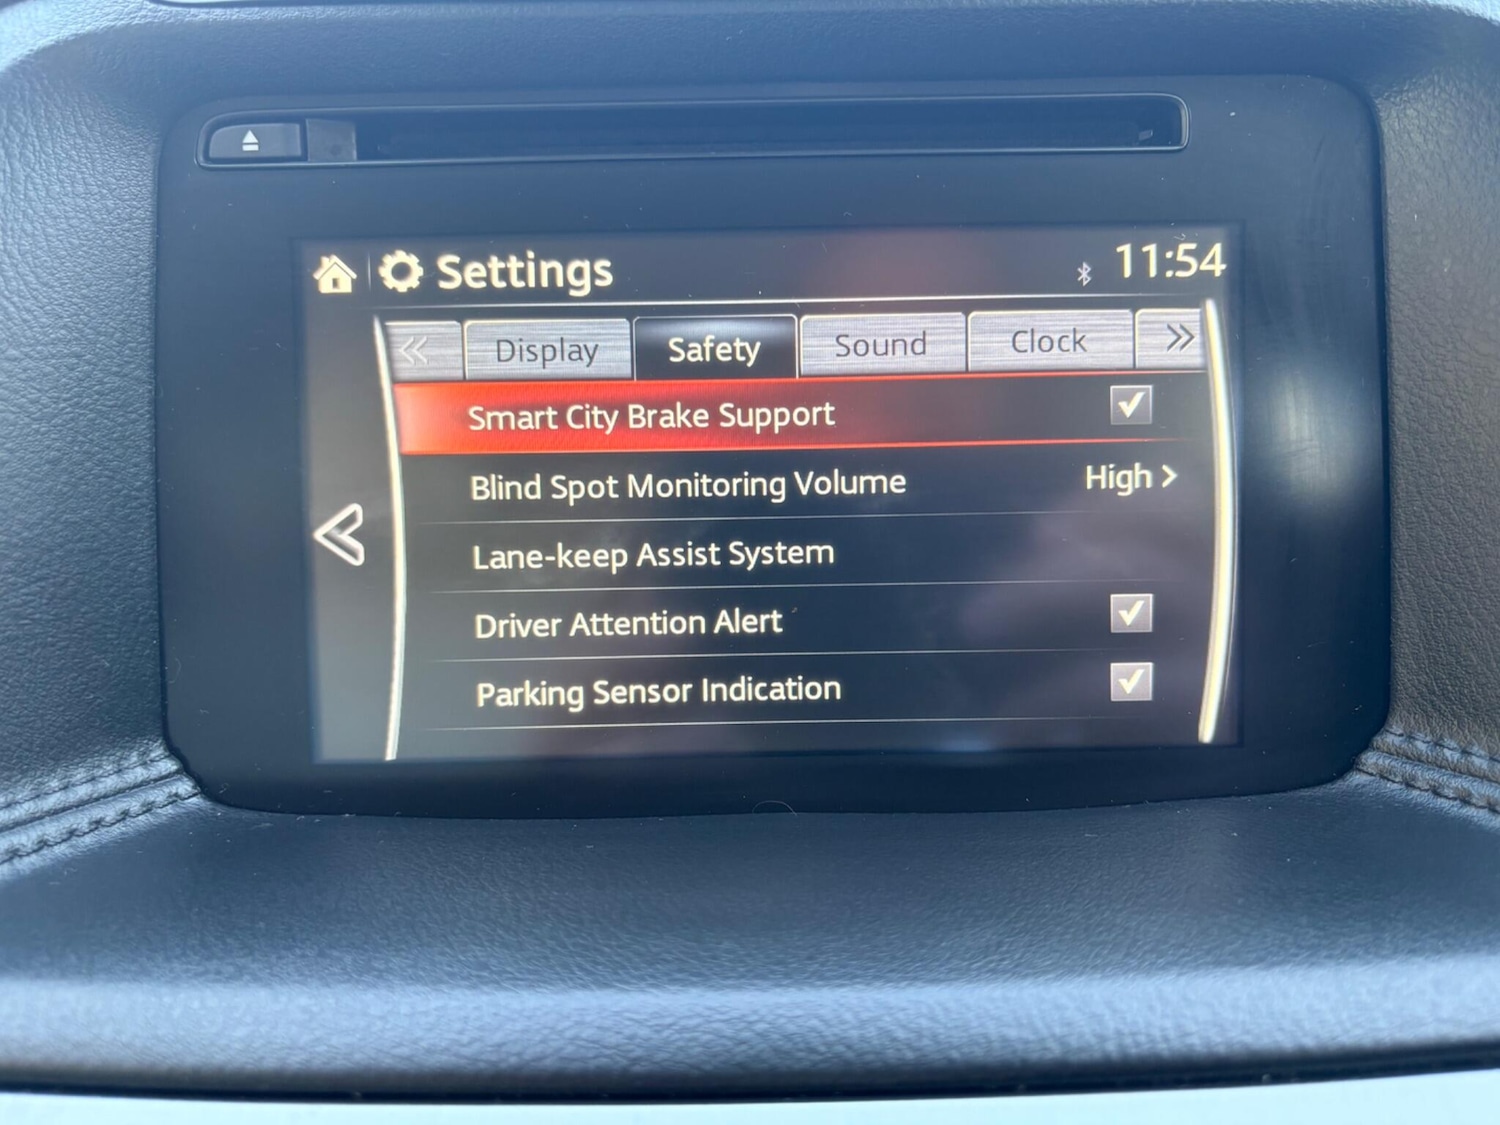 Settings 11:54
Display Safety Sound Clock
Smart City Brake Support
Blind Spot Monitoring Volume High >
Lane-keep Assist System
Driver Attention Alert
Parking Sensor Indication